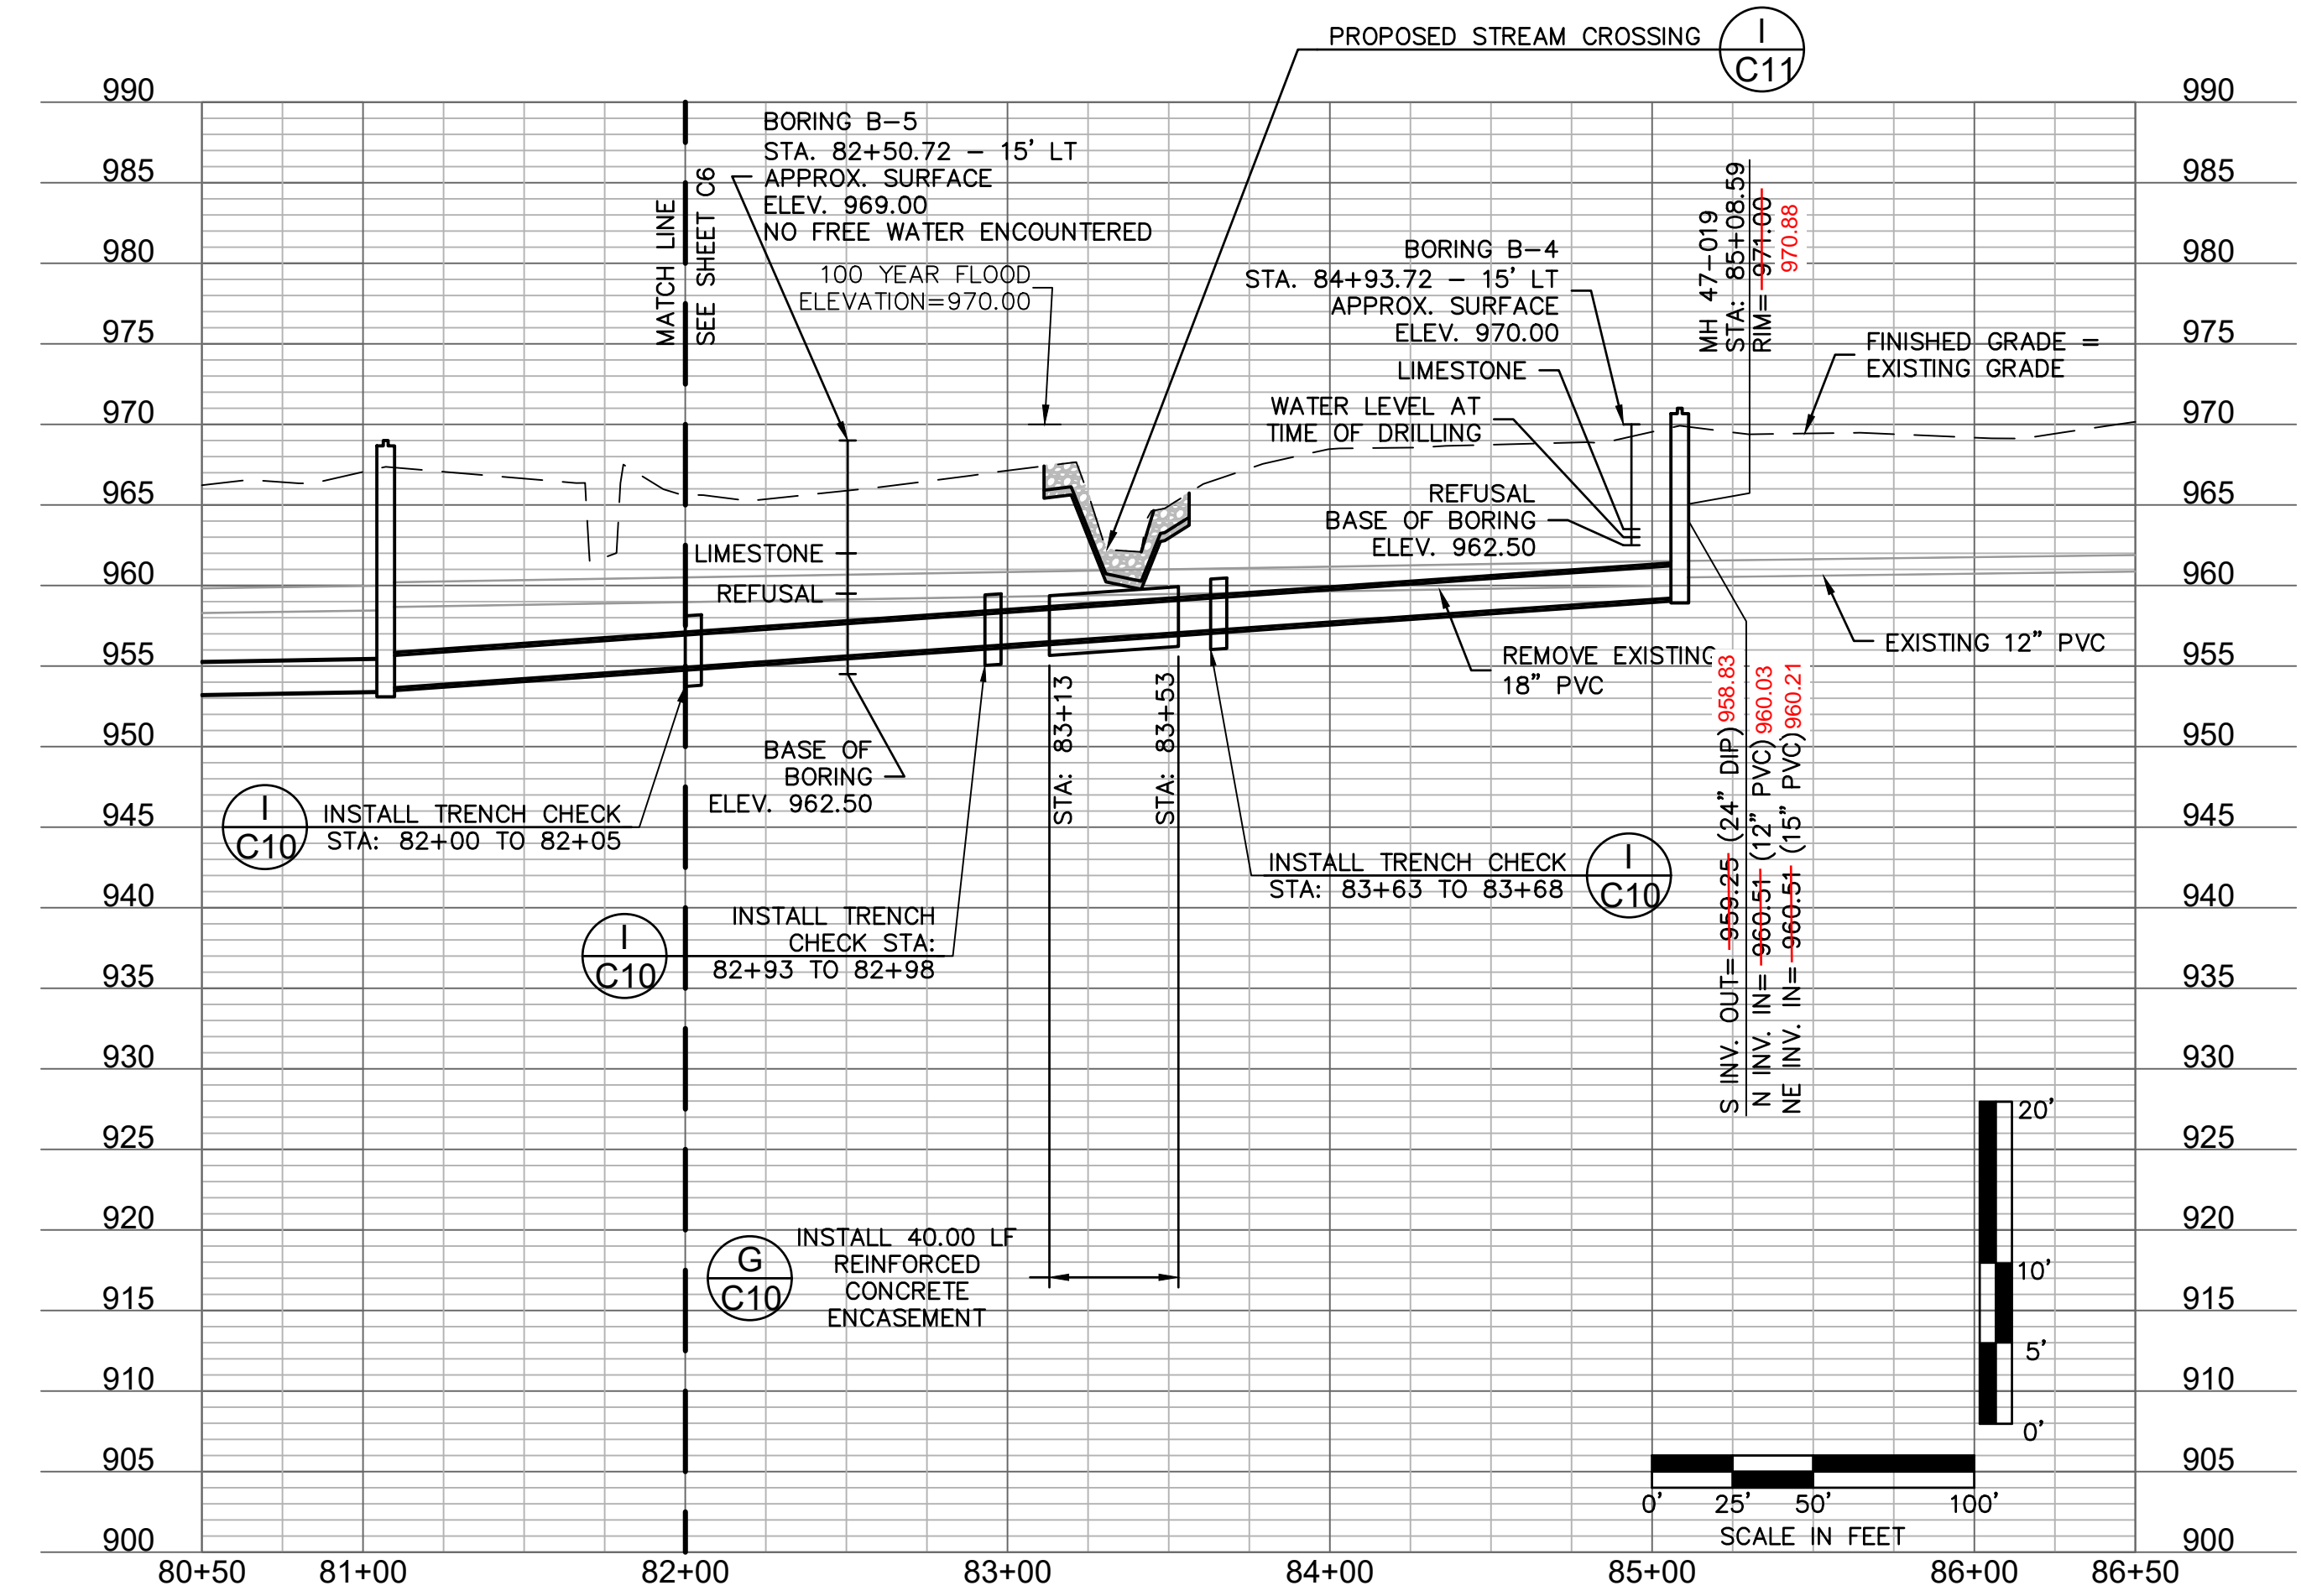 PROPOSED STREAM CROSSING
I
C11
990
985
980
975
970
965
960
955
950
945
940
935
930
925
920
915
910
905
900
990
985
980
975
970
965
960
955
950
945
940
935
930
925
920
915
910
905
900
MATCH LINE
SEE SHEET C6
BORING B-5
STA. 82+50.72 - 15' LT
APPROX. SURFACE
ELEV. 969.00
NO FREE WATER ENCOUNTERED
100 YEAR FLOOD
ELEVATION=970.00
BORING B-4
STA. 84+93.72 - 15' LT
APPROX. SURFACE
ELEV. 970.00
LIMESTONE
WATER LEVEL AT
TIME OF DRILLING
REFUSAL
BASE OF BORING
ELEV. 962.50
MH 47-019
STA: 85+08.59
RIM= 971.00
970.88
FINISHED GRADE =
EXISTING GRADE
LIMESTONE
REFUSAL
REMOVE EXISTING
18" PVC
EXISTING 12" PVC
BASE OF
BORING
ELEV. 962.50
STA: 83+13
STA: 83+53
S INV. OUT= 959.25 (24" DIP) 958.83
N INV. IN= 960.51 (12" PVC) 960.03
NE INV. IN= 960.51 (15" PVC) 960.21
I
C10
INSTALL TRENCH CHECK
STA: 82+00 TO 82+05
I
C10
INSTALL TRENCH
CHECK STA:
82+93 TO 82+98
INSTALL TRENCH CHECK
STA: 83+63 TO 83+68
I
C10
G
C10
INSTALL 40.00 LF
REINFORCED
CONCRETE
ENCASEMENT
20'
10'
5'
0'
0' 25' 50' 100'
SCALE IN FEET
80+50 81+00 82+00 83+00 84+00 85+00 86+00 86+50